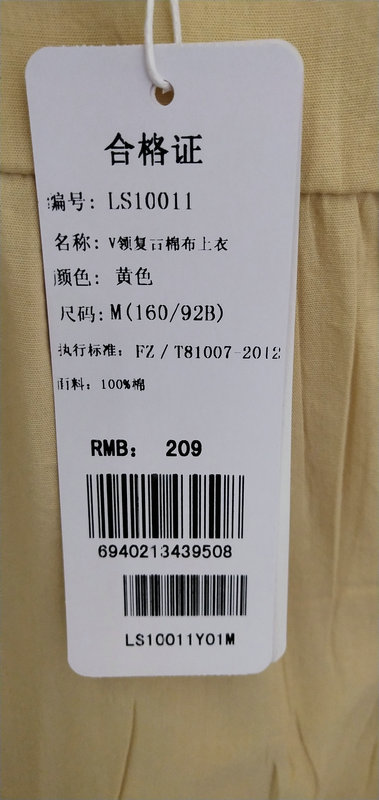 合格证
编号: LS10011
名称: V领复古棉布上衣
颜色: 黄色
尺码: M(160/92B)
执行标准: FZ/T81007-2012
面料: 100%棉
RMB: 209
6940213439508
LS10011Y01M